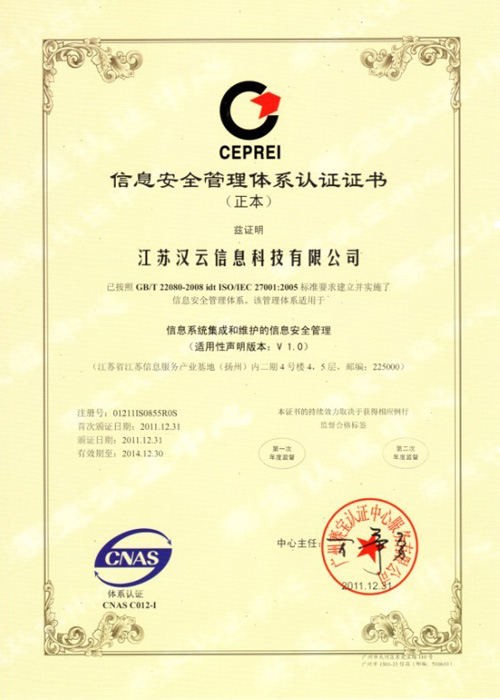 CEPREI
信息安全管理体系认证证书
(正本)
兹证明
江苏汉云信息科技有限公司
已按照 GB/T 22080-2008 idt ISO/IEC 27001:2005 标准要求建立并实施了
信息安全管理体系。该管理体系适用于
信息系统集成和维护的信息安全管理
(适用性声明版本：V 1.0)
(江苏省江苏信息服务产业基地（扬州）内二期4号楼4，5层，邮编：225000)
注册号：01211IS0855R0S
首次颁证日期：2011.12.31
颁证日期：2011.12.31
有效期至：2014.12.30
本证书的持续效力取决于获得相应例行
监督合格标签
第一次
年度监督
第二次
年度监督
CNAS
体系认证
CNAS C012-I
中心主任：
广州赛宝认证中心服务有限公司
2011.12.31